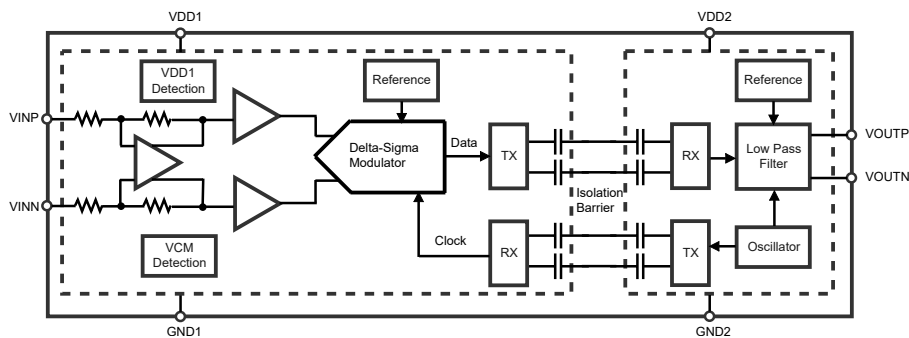 VDD1
VDD2
VDD1
Detection
Reference
Reference
VINP
VOUTP
Delta-Sigma
Modulator
Data
TX
RX
Low Pass
Filter
VOUTN
VINN
Isolation
Barrier
VCM
Detection
Clock
RX
TX
Oscillator
GND1
GND2